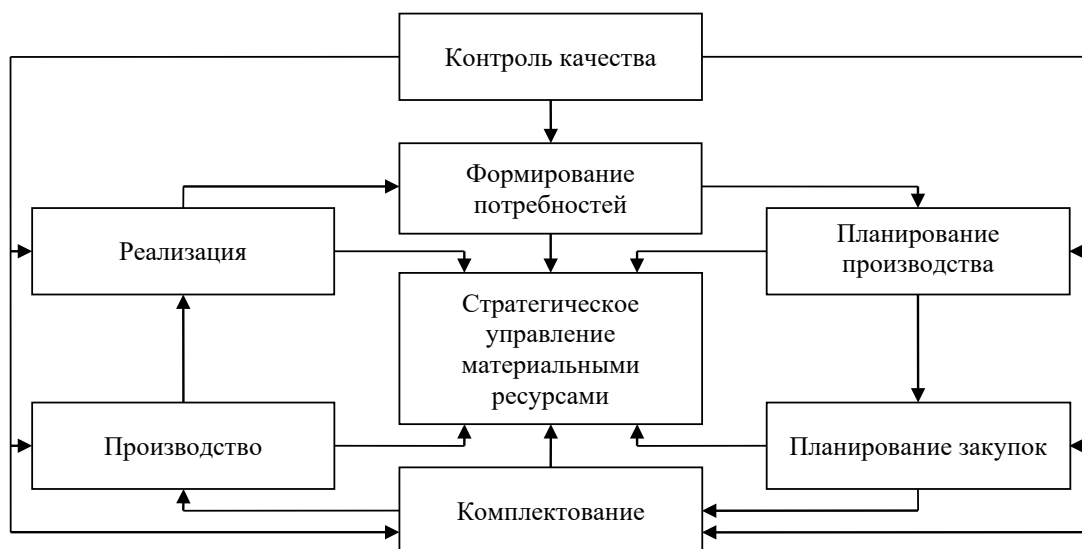 Контроль качества
Формирование
потребностей
Реализация
Планирование
производства
Стратегическое
управление
материальными
ресурсами
Производство
Планирование закупок
Комплектование